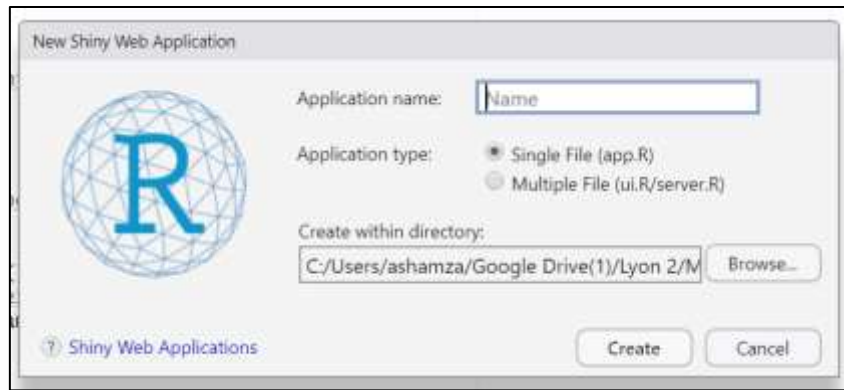 New Shiny Web Application
R
Application name: Name
Application type: Single File (app.R)
Multiple File (ui.R/server.R)
Create within directory:
C:/Users/ashamza/Google Drive(1)/Lyon 2/M Browse...
? Shiny Web Applications Create Cancel